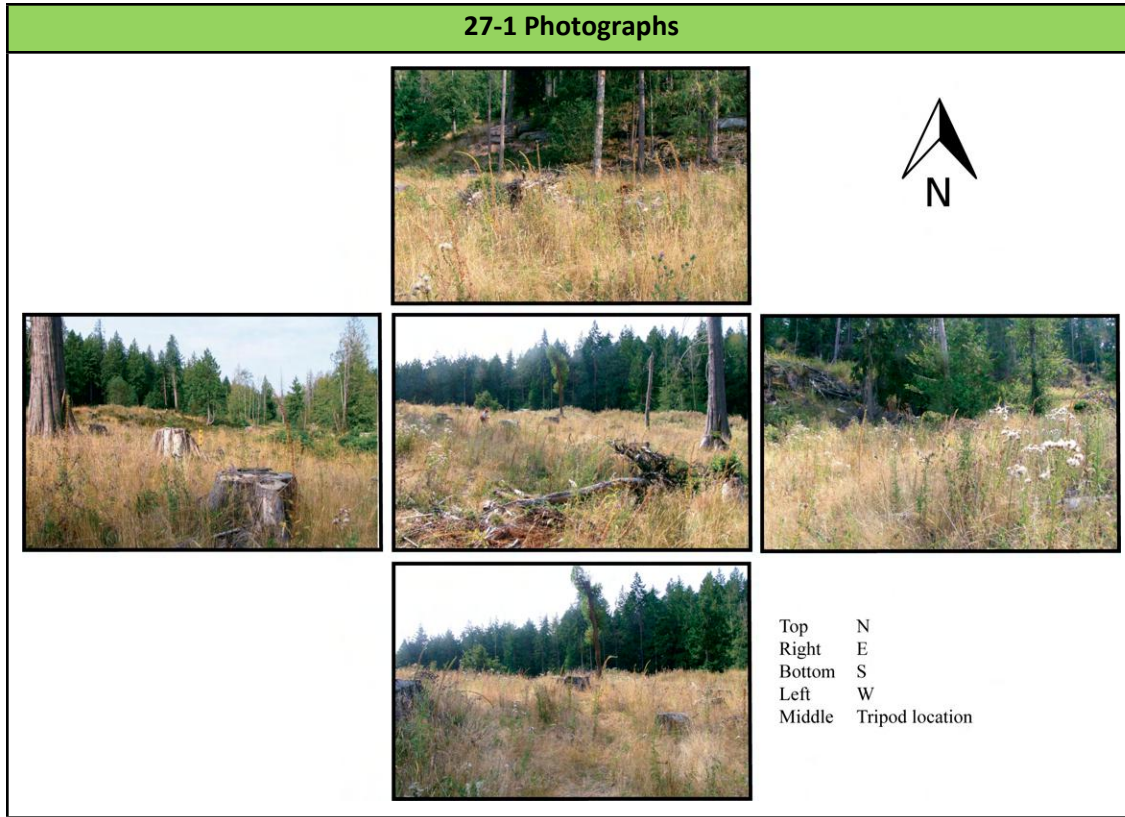 27-1 Photographs
N
Top N
Right E
Bottom S
Left W
Middle Tripod location